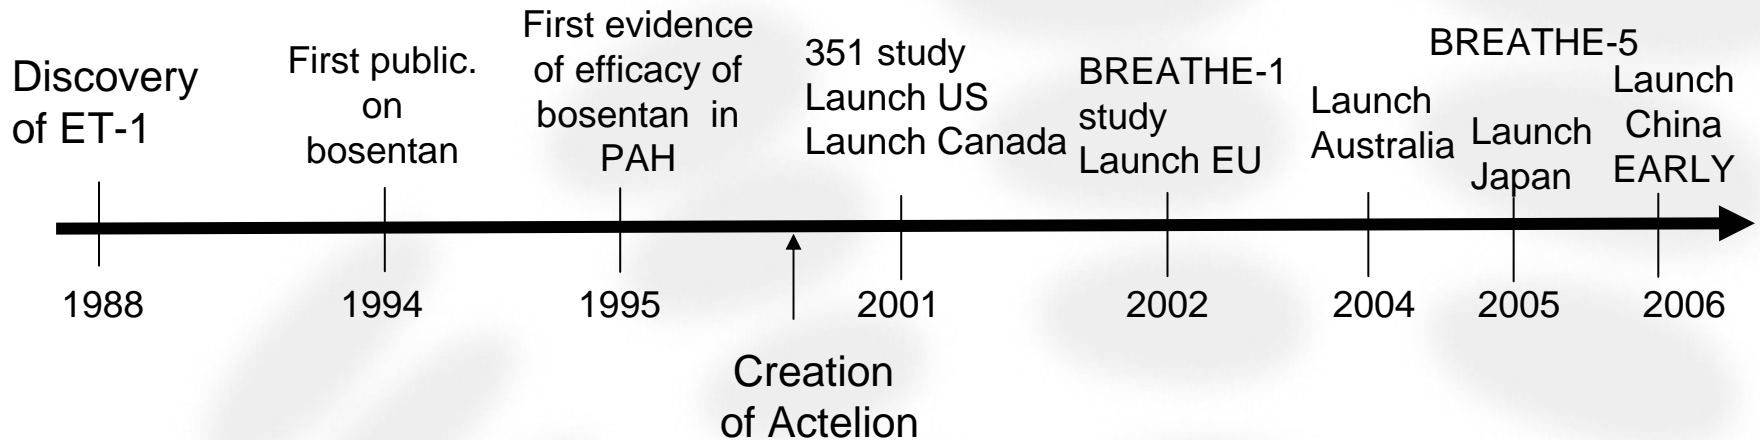 Discovery
of ET-1
First public.
on
bosentan
First evidence
of efficacy of
bosentan in
PAH
351 study
Launch US
Launch Canada
BREATHE-1
study
Launch EU
Launch
Australia
BREATHE-5
Launch
Japan
Launch
China
EARLY
1988
1994
1995
2001
2002
2004
2005
2006
Creation
of Actelion